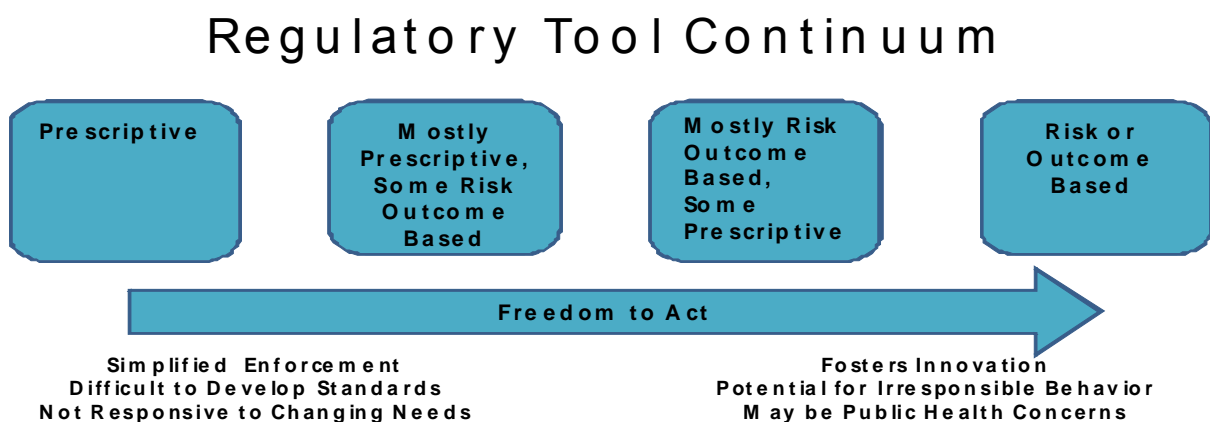 Regulatory Tool Continuum
Prescriptive
Mostly
Prescriptive,
Some Risk
Outcome
Based
Mostly Risk
Outcome
Based,
Some
Prescriptive
Risk or
Outcome
Based
Freedom to Act
Simplified Enforcement
Difficult to Develop Standards
Not Responsive to Changing Needs
Fosters Innovation
Potential for Irresponsible Behavior
May be Public Health Concerns